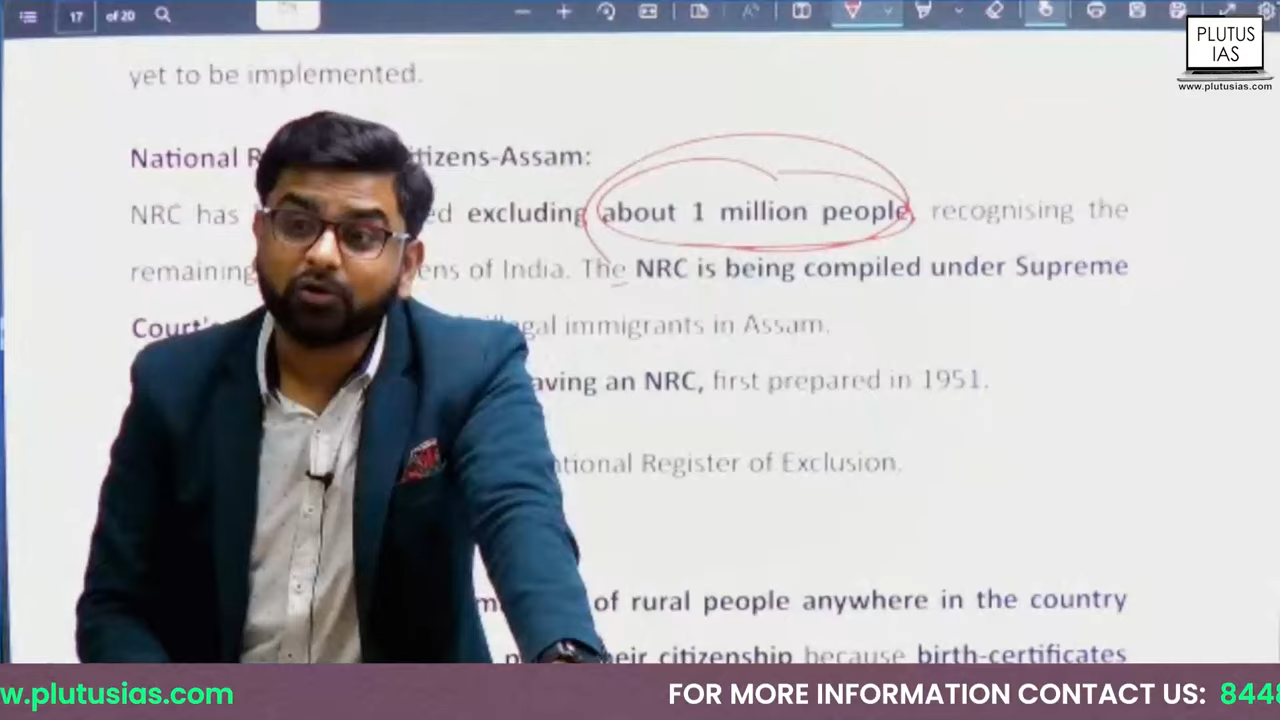 17 of 20
PLUTUS
IAS
www.plutusias.com
yet to be implemented.
National R tizens-Assam:
NRC has ed excluding about 1 million people, recognising the
remaining ens of India. The NRC is being compiled under Supreme
Court's illegal immigrants in Assam.
aving an NRC, first prepared in 1951.
tional Register of Exclusion.
of rural people anywhere in the country
their citizenship because birth-certificates
w.plutusias.com FOR MORE INFORMATION CONTACT US: 8448